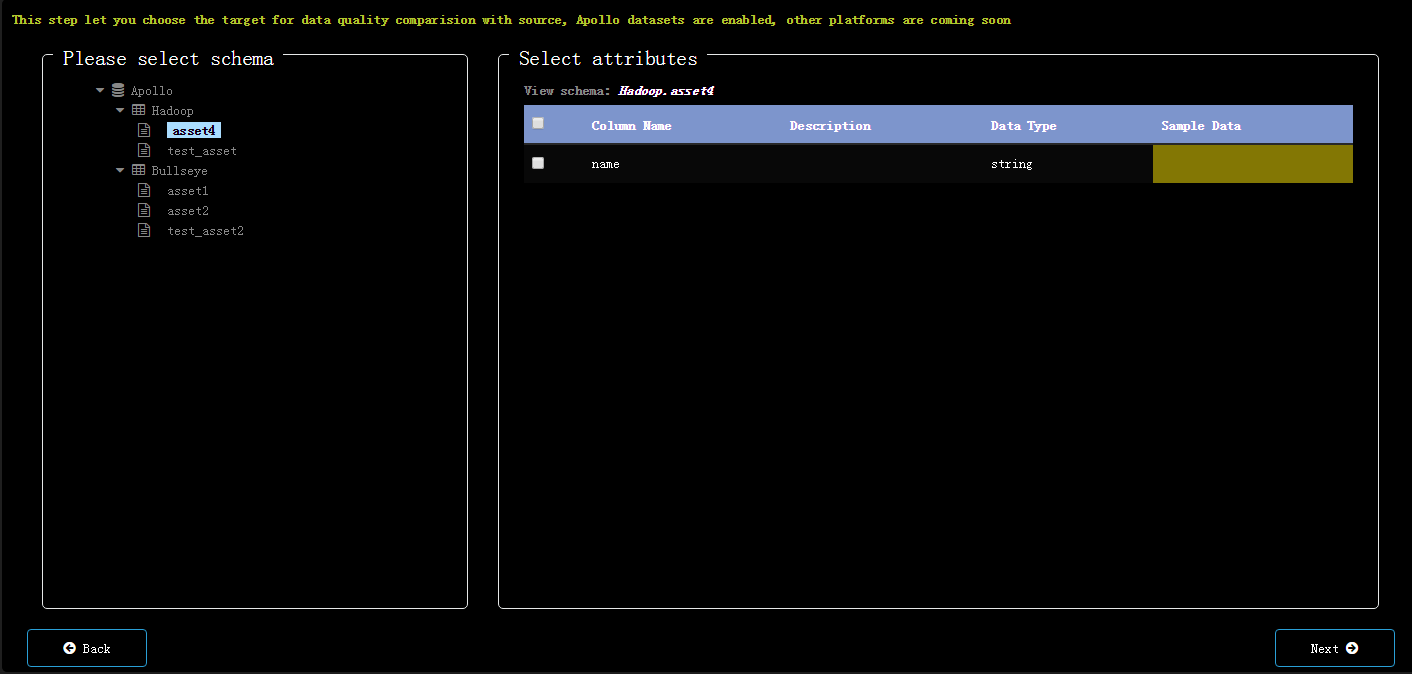 This step let you choose the target for data quality comparision with source, Apollo datasets are enabled, other platforms are coming soon
Please select schema
Apollo
Hadoop
asset4
test_asset
Bullseye
asset1
asset2
test_asset2
Select attributes
View schema: Hadoop.asset4
Column Name Description Data Type Sample Data
name string
Back
Next